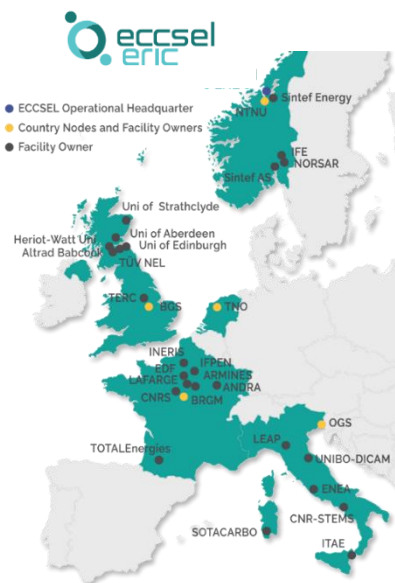 eccsel
eric
ECCSEL Operational Headquarter
Country Nodes and Facility Owners
Facility Owner
Sintef Energy
NTNU
IFE
NORSAR
Sintef AS
Uni of Strathclyde
Uni of Aberdeen
Heriot-Watt Uni
Uni of Edinburgh
Altrad Babcock
TÜV NEL
TERC
BGS
TNO
INERIS
IFPEN
EDF
ARMINES
LAFARGE
ANDRA
CNRS
BRGM
OGS
LEAP
TOTALEnergies
UNIBO-DICAM
ENEA
CNR-STEMS
SOTACARBO
ITAE